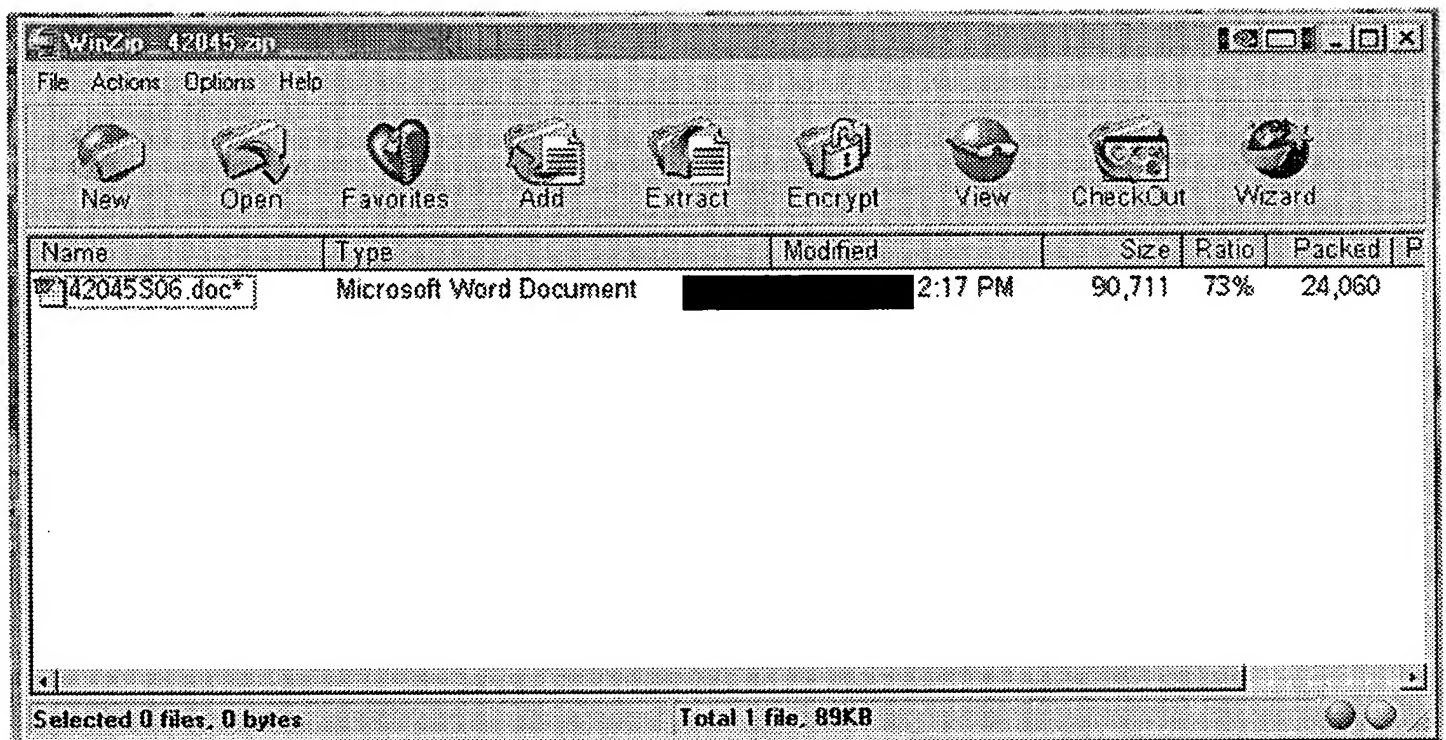 WinZip - 42045.zip
File Actions Options Help
New Open Favorites Add Extract Encrypt View CheckOut Wizard
Name Type Modified Size Ratio Packed P
42045S06.doc* Microsoft Word Document 2:17 PM 90,711 73% 24,060
Selected 0 files, 0 bytes Total 1 file, 89KB